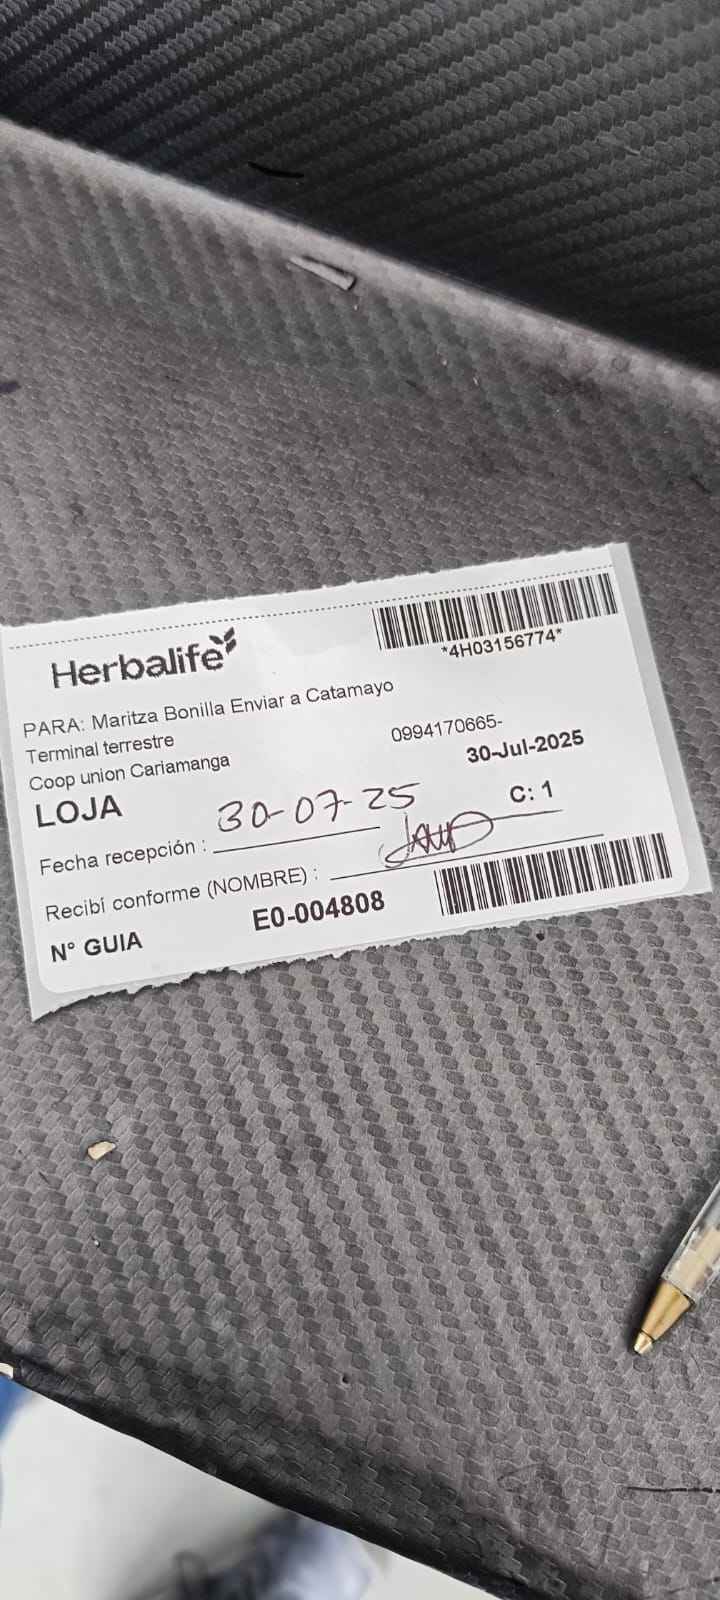 Herbalife
*4H03156774*
PARA: Maritza Bonilla Enviar a Catamayo
Terminal terrestre
0994170665-
Coop union Cariamanga
30-Jul-2025
LOJA
C: 1
Fecha recepción : 30-07-25
Recibí conforme (NOMBRE) :
N° GUIA E0-004808